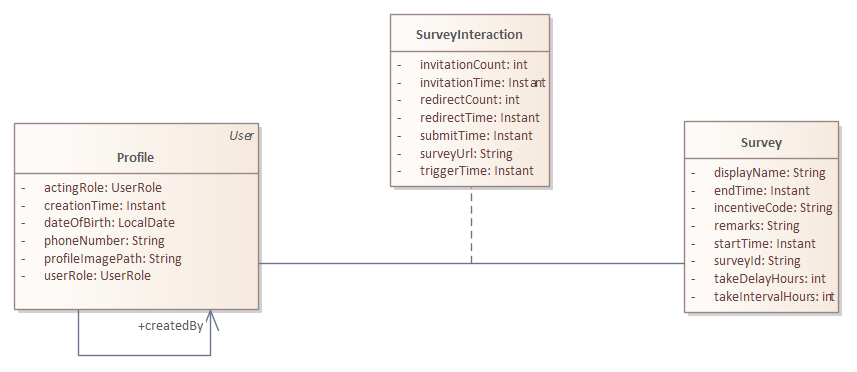 SurveyInteraction
- invitationCount: int
- invitationTime: Instant
- redirectCount: int
- redirectTime: Instant
- submitTime: Instant
- surveyUrl: String
- triggerTime: Instant
User
Profile
- actingRole: UserRole
- creationTime: Instant
- dateOfBirth: LocalDate
- phoneNumber: String
- profileImagePath: String
- userRole: UserRole
+createdBy
Survey
- displayName: String
- endTime: Instant
- incentiveCode: String
- remarks: String
- startTime: Instant
- surveyId: String
- takeDelayHours: int
- takeIntervalHours: int